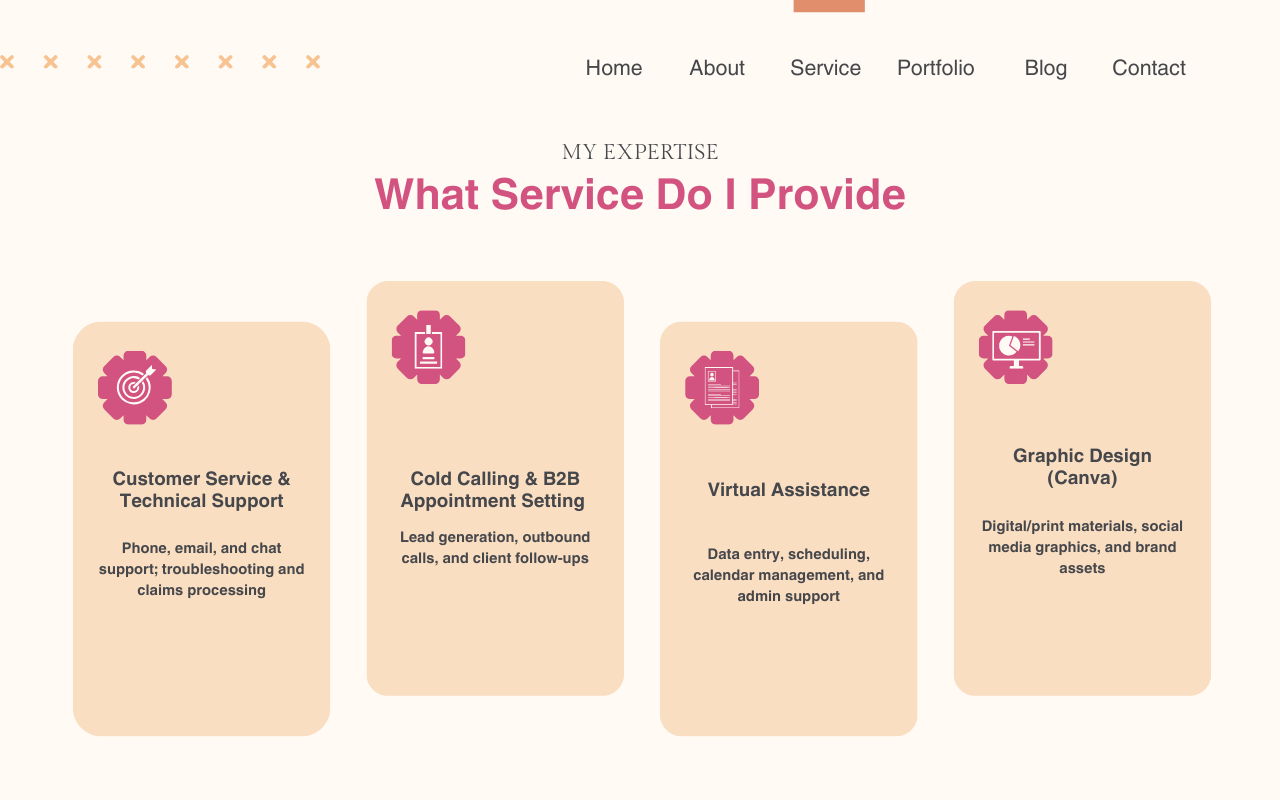 Home About Service Portfolio Blog Contact
MY EXPERTISE
What Service Do I Provide
Customer Service &
Technical Support
Phone, email, and chat
support; troubleshooting and
claims processing
Cold Calling & B2B
Appointment Setting
Lead generation, outbound
calls, and client follow-ups
Virtual Assistance
Data entry, scheduling,
calendar management, and
admin support
Graphic Design
(Canva)
Digital/print materials, social
media graphics, and brand
assets